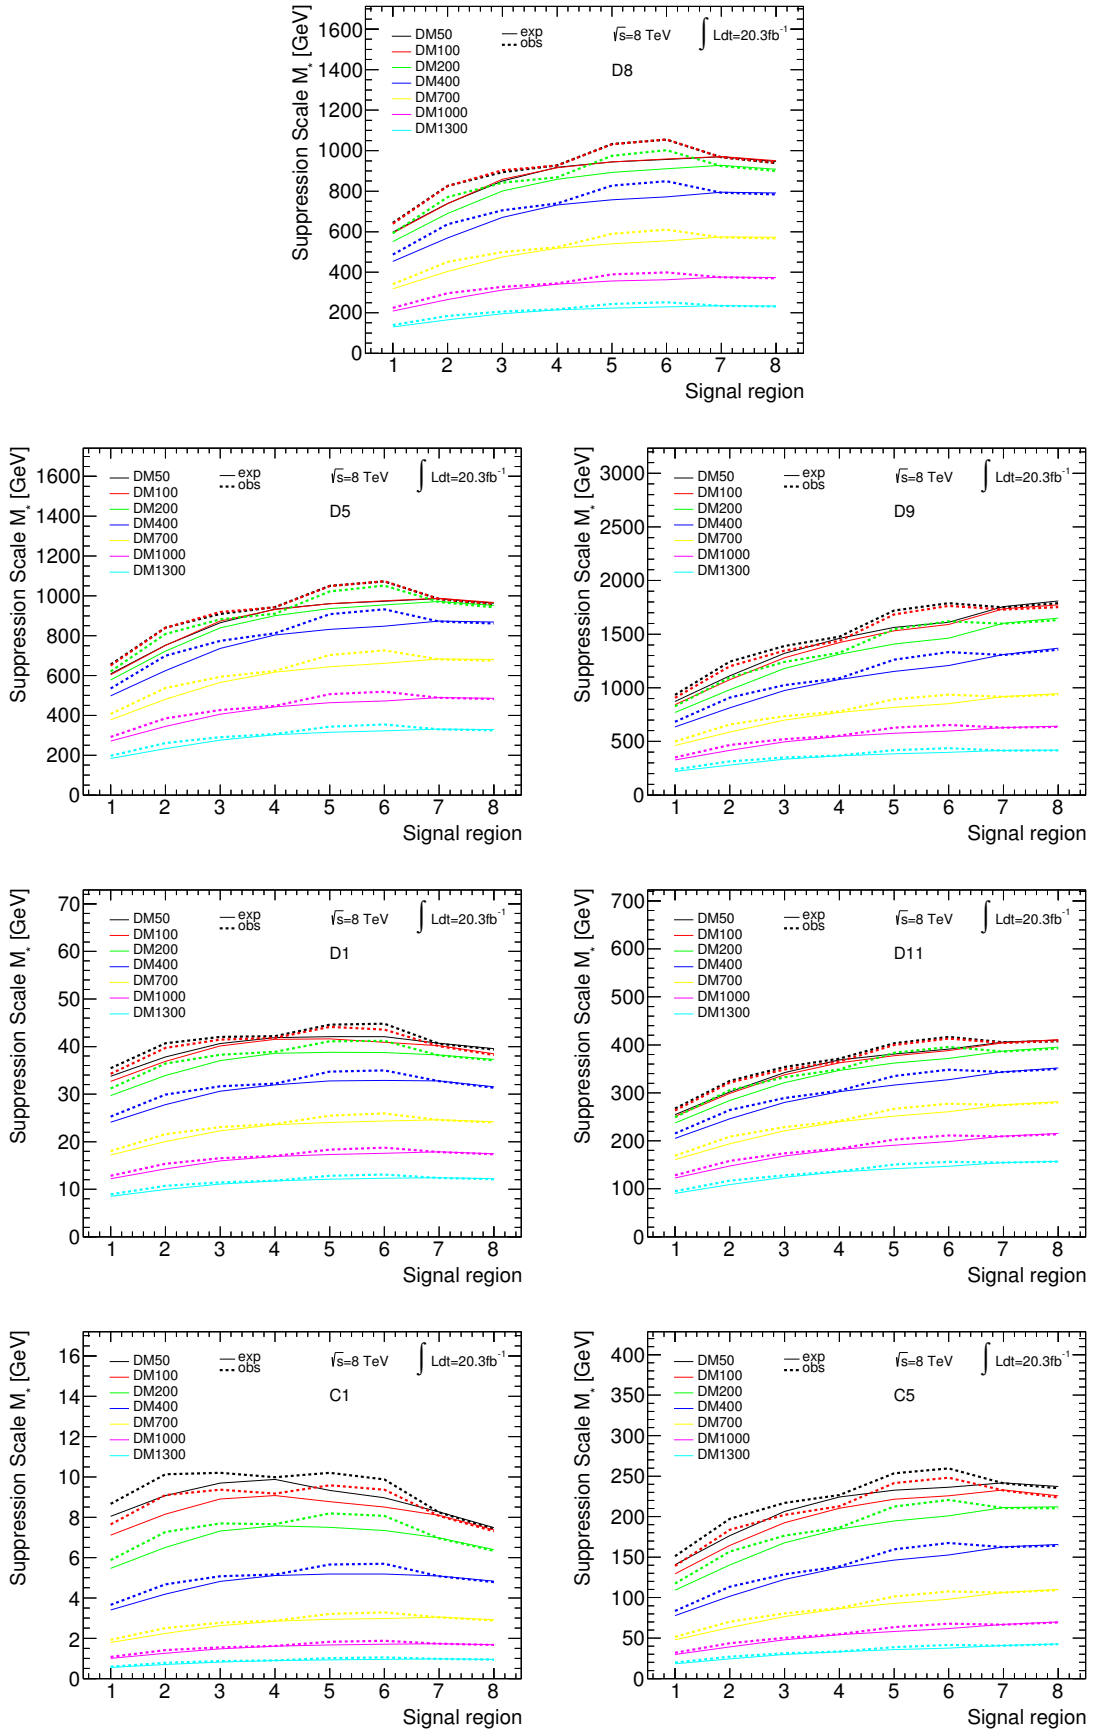 Suppression Scale M* [GeV]
1600
1400
1200
1000
800
600
400
200
0
DM50
DM100
DM200
DM400
DM700
DM1000
DM1300
exp
obs
√s=8 TeV
∫ Ldt=20.3fb⁻¹
D8
1 2 3 4 5 6 7 8
Signal region
Suppression Scale M* [GeV]
1600
1400
1200
1000
800
600
400
200
0
DM50
DM100
DM200
DM400
DM700
DM1000
DM1300
exp
obs
√s=8 TeV
∫ Ldt=20.3fb⁻¹
D5
1 2 3 4 5 6 7 8
Signal region
Suppression Scale M* [GeV]
3000
2500
2000
1500
1000
500
0
DM50
DM100
DM200
DM400
DM700
DM1000
DM1300
exp
obs
√s=8 TeV
∫ Ldt=20.3fb⁻¹
D9
1 2 3 4 5 6 7 8
Signal region
Suppression Scale M* [GeV]
70
60
50
40
30
20
10
0
DM50
DM100
DM200
DM400
DM700
DM1000
DM1300
exp
obs
√s=8 TeV
∫ Ldt=20.3fb⁻¹
D1
1 2 3 4 5 6 7 8
Signal region
Suppression Scale M* [GeV]
700
600
500
400
300
200
100
0
DM50
DM100
DM200
DM400
DM700
DM1000
DM1300
exp
obs
√s=8 TeV
∫ Ldt=20.3fb⁻¹
D11
1 2 3 4 5 6 7 8
Signal region
Suppression Scale M* [GeV]
16
14
12
10
8
6
4
2
0
DM50
DM100
DM200
DM400
DM700
DM1000
DM1300
exp
obs
√s=8 TeV
∫ Ldt=20.3fb⁻¹
C1
1 2 3 4 5 6 7 8
Signal region
Suppression Scale M* [GeV]
400
350
300
250
200
150
100
50
0
DM50
DM100
DM200
DM400
DM700
DM1000
DM1300
exp
obs
√s=8 TeV
∫ Ldt=20.3fb⁻¹
C5
1 2 3 4 5 6 7 8
Signal region